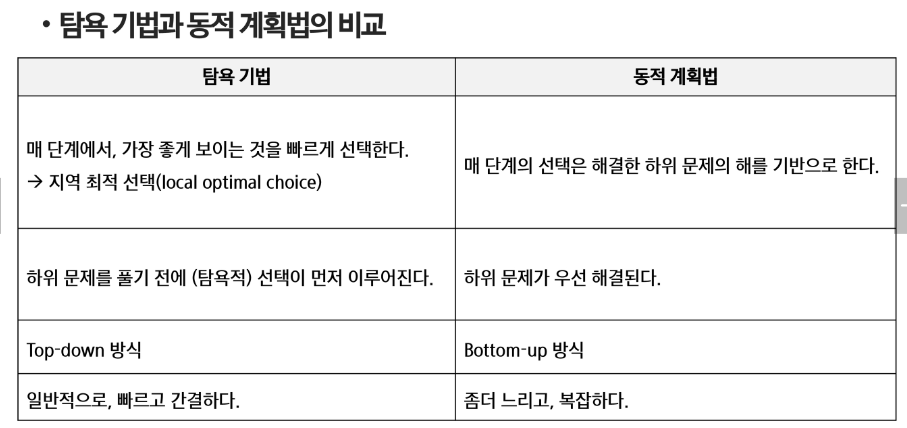 • 탐욕 기법과 동적 계획법의 비교
탐욕 기법
동적 계획법
매 단계에서, 가장 좋게 보이는 것을 빠르게 선택한다.
→ 지역 최적 선택(local optimal choice)
매 단계의 선택은 해결한 하위 문제의 해를 기반으로 한다.
하위 문제를 풀기 전에 (탐욕적) 선택이 먼저 이루어진다.
하위 문제가 우선 해결된다.
Top-down 방식
Bottom-up 방식
일반적으로, 빠르고 간결하다.
좀더 느리고, 복잡하다.